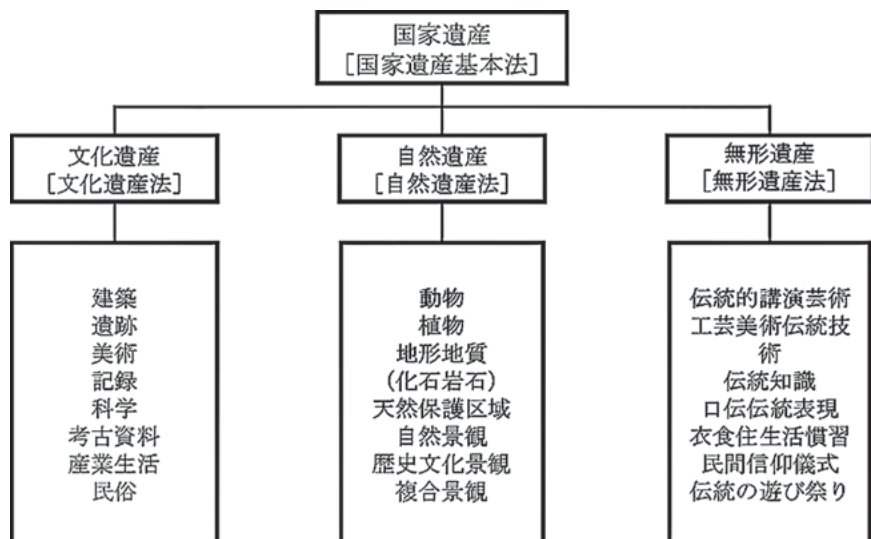 国家遺産
[国家遺産基本法]
文化遺産
[文化遺産法]
自然遺産
[自然遺産法]
無形遺産
[無形遺産法]
建築
遺跡
美術
記録
科学
考古資料
産業生活
民俗
動物
植物
地形地質
(化石岩石)
天然保護区域
自然景観
歴史文化景観
複合景観
伝統的講演芸術
工芸美術伝統技
術
伝統知識
口伝伝統表現
衣食住生活慣習
民間信仰儀式
伝統の遊び祭り